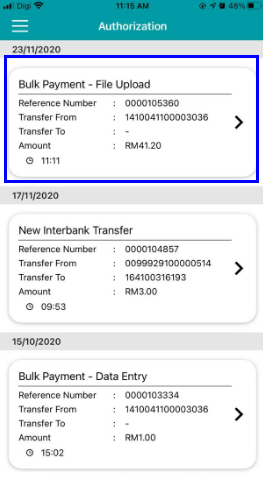 Digi 11:15 AM 48%
Authorization
23/11/2020
Bulk Payment - File Upload
Reference Number : 0000105360
Transfer From : 1410041100003036
Transfer To : -
Amount : RM41.20
11:11
17/11/2020
New Interbank Transfer
Reference Number : 0000104857
Transfer From : 0099929100000514
Transfer To : 164100316193
Amount : RM3.00
09:53
15/10/2020
Bulk Payment - Data Entry
Reference Number : 0000103334
Transfer From : 1410041100003036
Transfer To : -
Amount : RM1.00
15:02